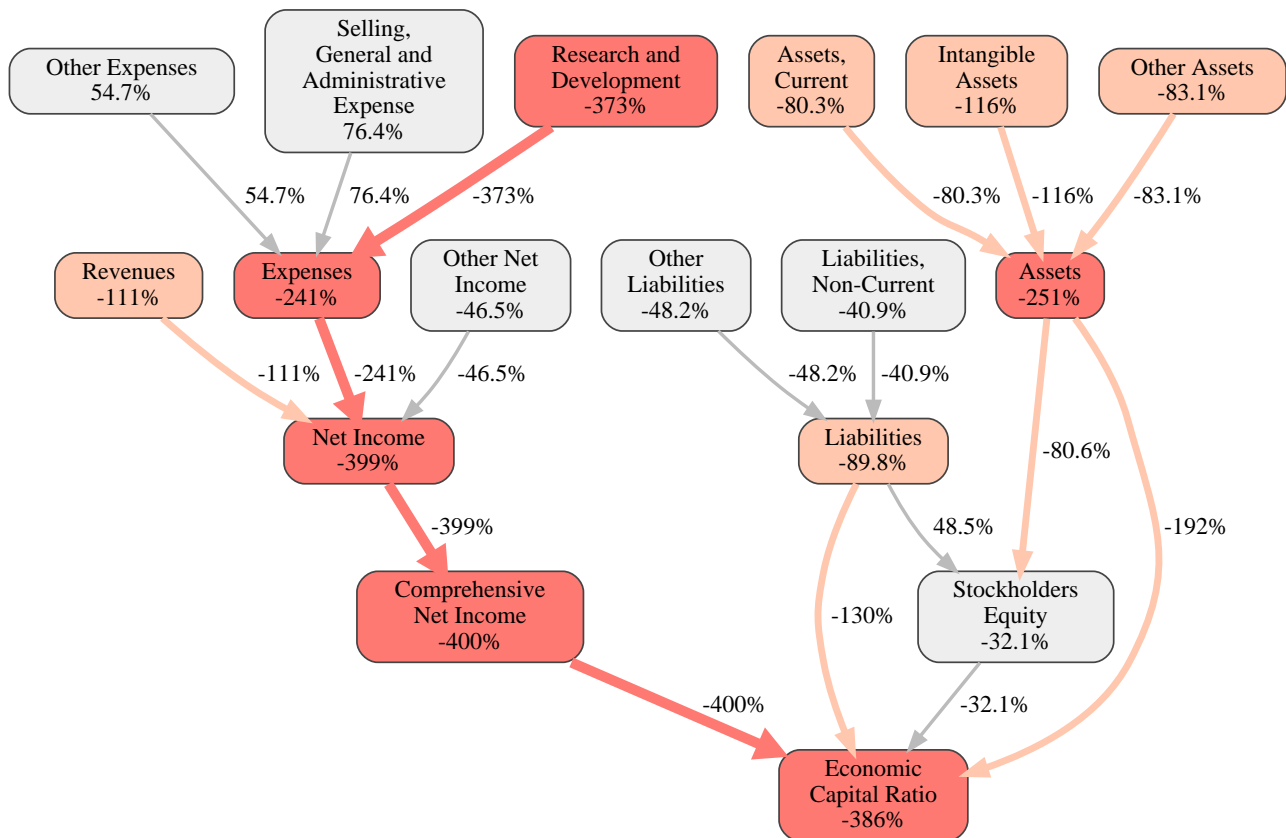 Other Expenses
54.7%
Selling,
General and
Administrative
Expense
76.4%
Research and
Development
-373%
Assets,
Current
-80.3%
Intangible
Assets
-116%
Other Assets
-83.1%
54.7%
76.4%
-373%
-80.3%
-116%
-83.1%
Revenues
-111%
Expenses
-241%
Other Net
Income
-46.5%
Other
Liabilities
-48.2%
Liabilities,
Non-Current
-40.9%
Assets
-251%
-111%
-241%
-46.5%
-48.2%
-40.9%
Net Income
-399%
Liabilities
-89.8%
-80.6%
-399%
48.5%
-192%
Comprehensive
Net Income
-400%
-130%
Stockholders
Equity
-32.1%
-400%
-32.1%
Economic
Capital Ratio
-386%